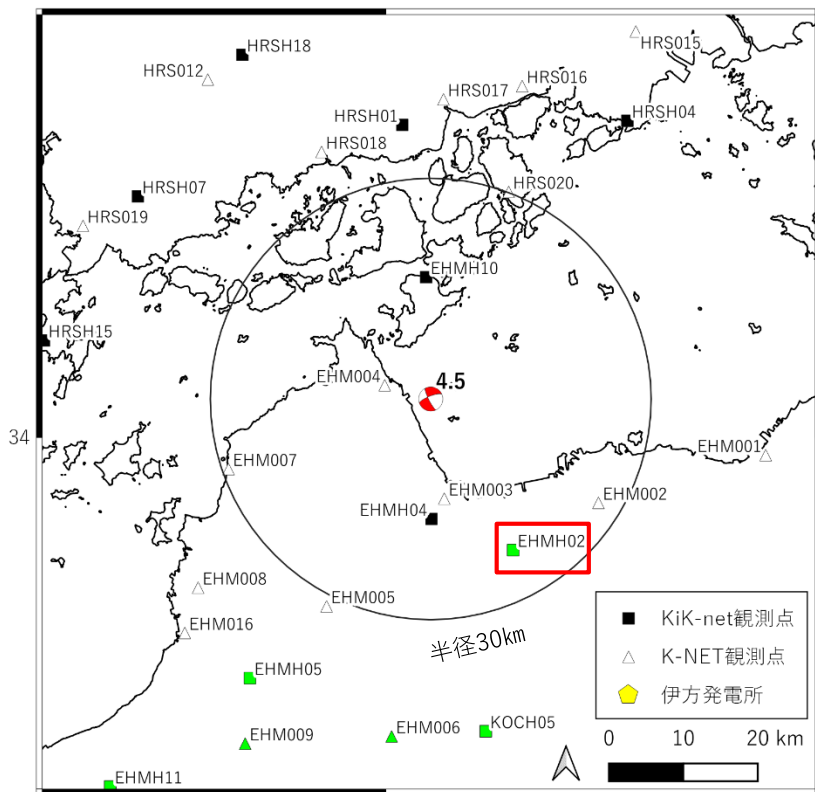 HRSH18
HRS015
HRS012
HRS016
HRS017
HRSH01
HRSH04
HRS018
HRSH07
HRS020
HRS019
EHMH10
HRSH15
EHM004
4.5
34
EHM001
EHM007
EHM003
EHM002
EHMH04
EHMH02
EHM008
EHM005
EHM016
半径30km
EHMH05
EHM009
EHM006
KOCH05
EHMH11
KiK-net観測点
K-NET観測点
伊方発電所
0 10 20 km